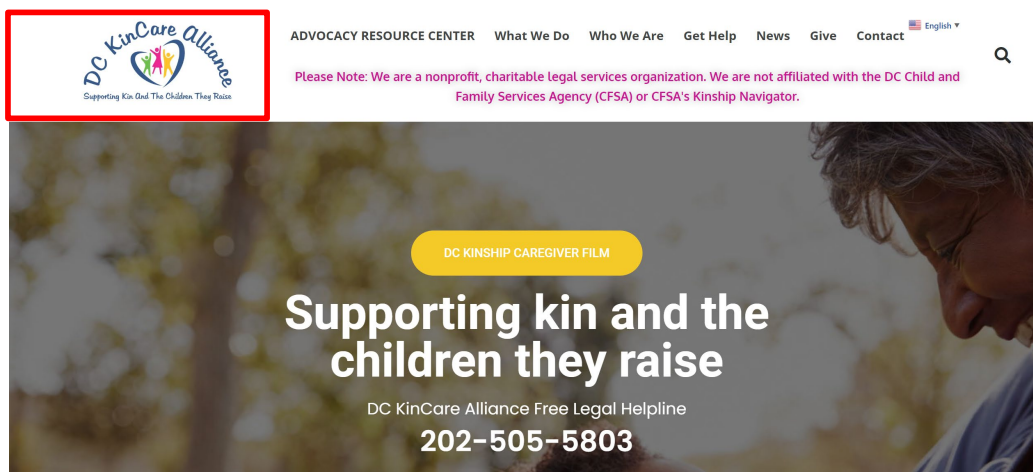 DC KinCare Alliance
Supporting Kin And The Children They Raise
ADVOCACY RESOURCE CENTER What We Do Who We Are Get Help News Give Contact English ▼
Please Note: We are a nonprofit, charitable legal services organization. We are not affiliated with the DC Child and
Family Services Agency (CFSA) or CFSA's Kinship Navigator.
DC KINSHIP CAREGIVER FILM
Supporting kin and the
children they raise
DC KinCare Alliance Free Legal Helpline
202-505-5803